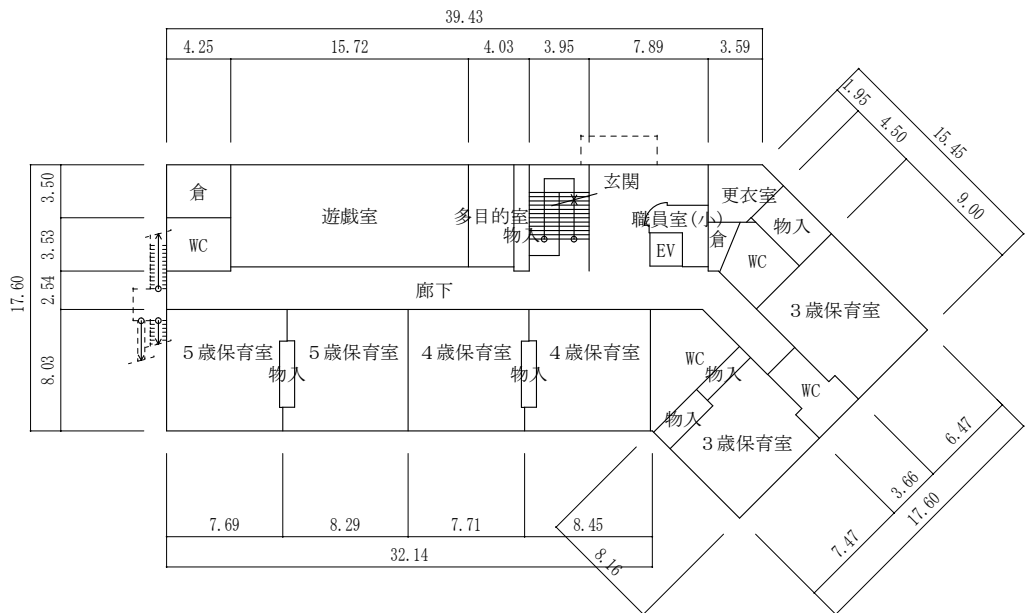 39.43
4.25
15.72
4.03
3.95
7.89
3.59
1.95
4.50
15.45
9.00
3.50
3.53
2.54
8.03
17.60
倉
遊戯室
多目的室
物入
玄関
職員室(小)
更衣室
物入
倉
WC
EV
WC
廊下
3歳保育室
5歳保育室
物入
5歳保育室
4歳保育室
物入
4歳保育室
WC
物入
物入
WC
3歳保育室
6.47
3.66
17.60
7.47
7.69
8.29
7.71
8.45
32.14
8.16